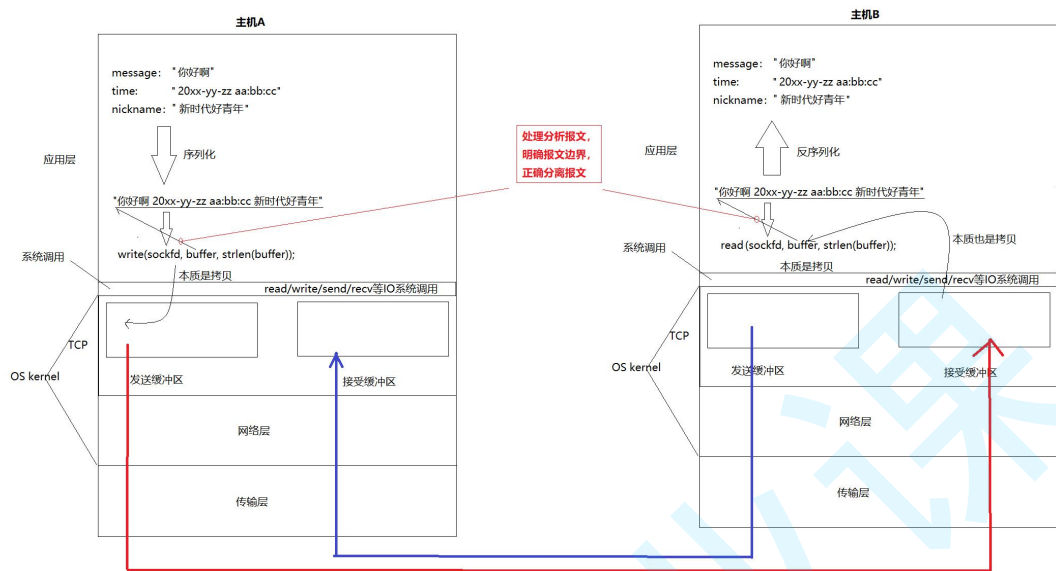 主机A
message: "你好啊"
time: "20xx-yy-zz aa:bb:cc"
nickname: "新时代好青年"
应用层
序列化
"你好啊 20xx-yy-zz aa:bb:cc 新时代好青年"
write(sockfd, buffer, strlen(buffer));
系统调用
本质是拷贝
read/write/send/recv等IO系统调用
TCP
OS kernel
发送缓冲区
接受缓冲区
网络层
传输层
处理分析报文,
明确报文边界,
正确分离报文
主机B
message: "你好啊"
time: "20xx-yy-zz aa:bb:cc"
nickname: "新时代好青年"
应用层
反序列化
"你好啊 20xx-yy-zz aa:bb:cc 新时代好青年"
read(sockfd, buffer, strlen(buffer));
本质也是拷贝
系统调用
本质是拷贝
read/write/send/recv等IO系统调用
TCP
OS kernel
发送缓冲区
接受缓冲区
网络层
传输层